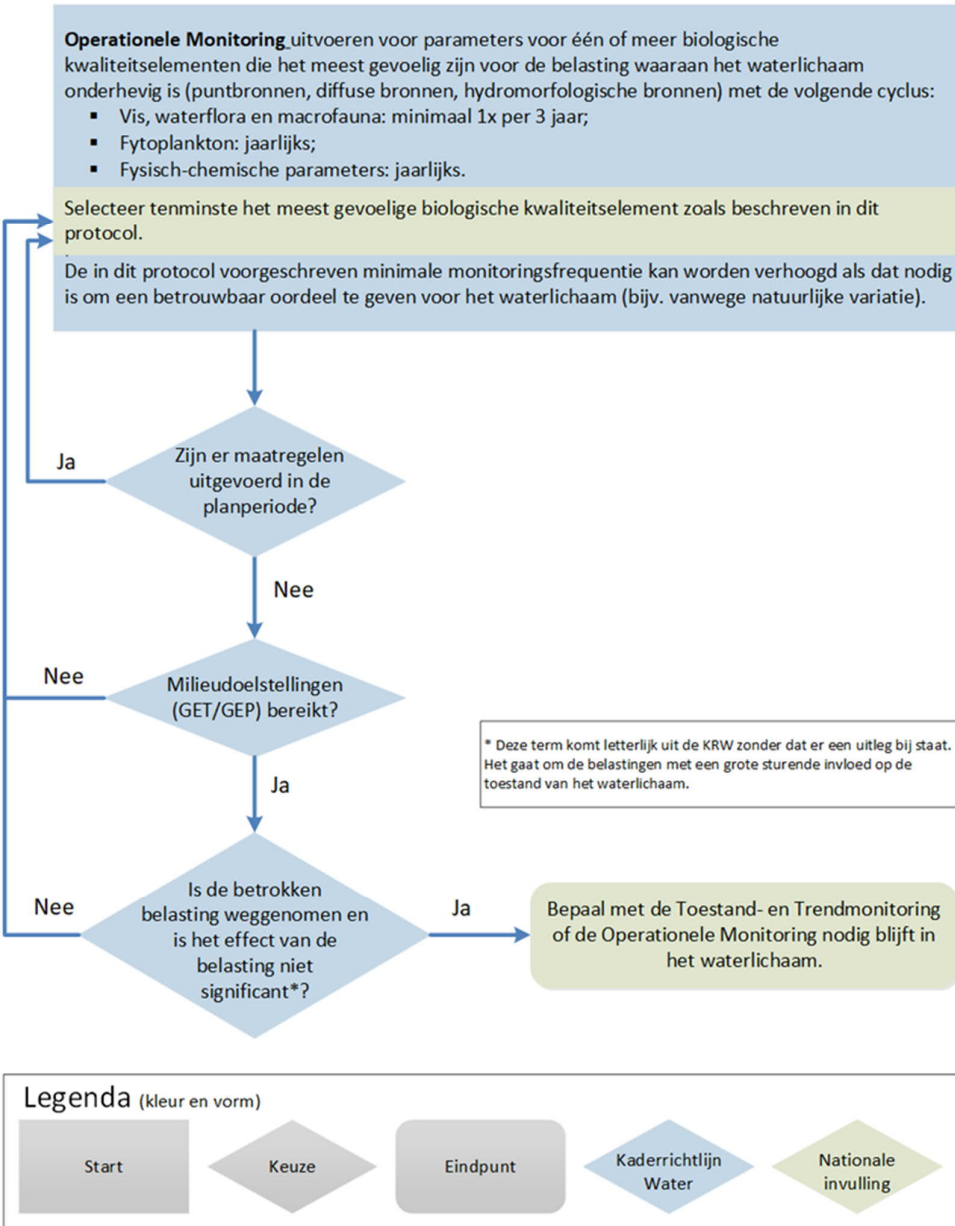 Operationele Monitoring uitvoeren voor parameters voor één of meer biologische
kwaliteitselementen die het meest gevoelig zijn voor de belasting waaraan het waterlichaam
onderhevig is (puntbronnen, diffuse bronnen, hydromorfologische bronnen) met de volgende cyclus:
▪ Vis, waterflora en macrofauna: minimaal 1x per 3 jaar;
▪ Fytoplankton: jaarlijks;
▪ Fysisch-chemische parameters: jaarlijks.
Selecteer tenminste het meest gevoelige biologische kwaliteitselement zoals beschreven in dit
protocol.
.
De in dit protocol voorgeschreven minimale monitoringsfrequentie kan worden verhoogd als dat nodig
is om een betrouwbaar oordeel te geven voor het waterlichaam (bijv. vanwege natuurlijke variatie).
Zijn er maatregelen
uitgevoerd in de
planperiode?
Ja
Nee
Milieudoelstellingen
(GET/GEP) bereikt?
Nee
Ja
* Deze term komt letterlijk uit de KRW zonder dat er een uitleg bij staat.
Het gaat om de belastingen met een grote sturende invloed op de
toestand van het waterlichaam.
Is de betrokken
belasting weggenomen en
is het effect van de
belasting niet
significant*?
Nee
Ja
Bepaal met de Toestand- en Trendmonitoring
of de Operationele Monitoring nodig blijft in
het waterlichaam.
Legenda (kleur en vorm)
Start
Keuze
Eindpunt
Kaderrichtlijn
Water
Nationale
invulling